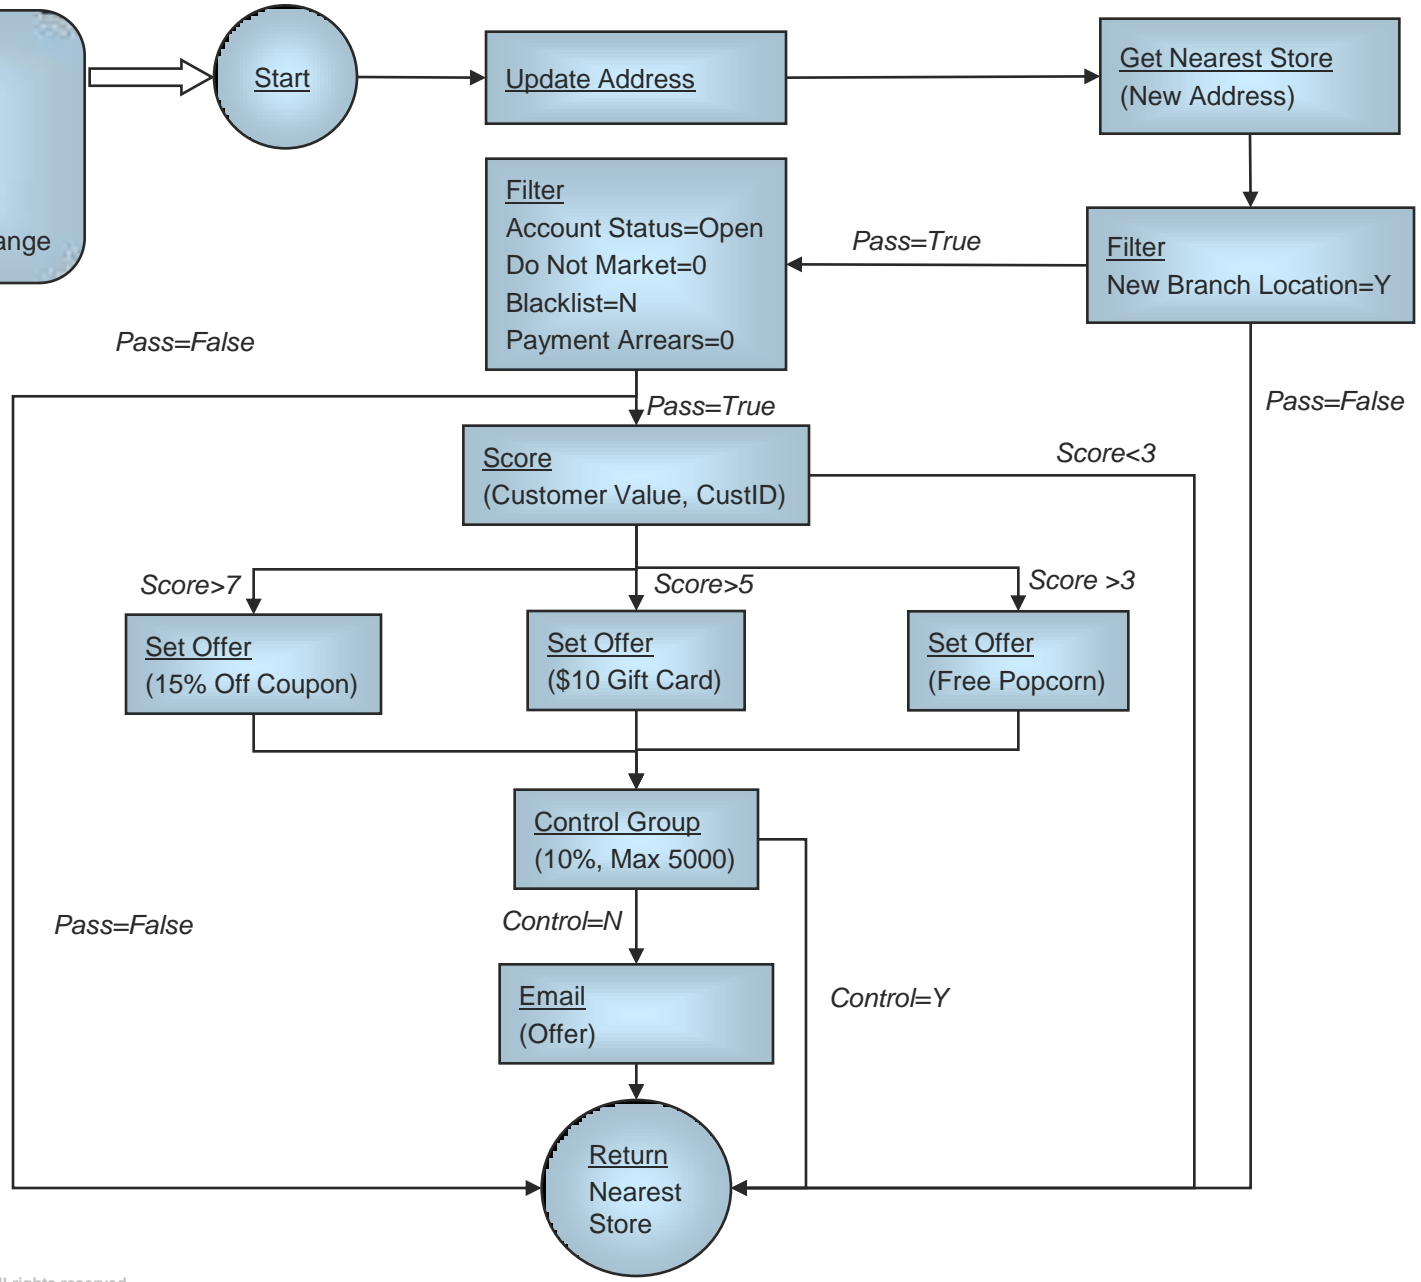 Start
Update Address
Get Nearest Store
(New Address)
Filter
Account Status=Open
Do Not Market=0
Blacklist=N
Payment Arrears=0
Pass=True
Filter
New Branch Location=Y
ange
Pass=False
Pass=True
Pass=False
Score
(Customer Value, CustID)
Score<3
Score>7
Score>5
Score >3
Set Offer
(15% Off Coupon)
Set Offer
($10 Gift Card)
Set Offer
(Free Popcorn)
Control Group
(10%, Max 5000)
Pass=False
Control=N
Email
(Offer)
Control=Y
Return
Nearest
Store
rights reserved